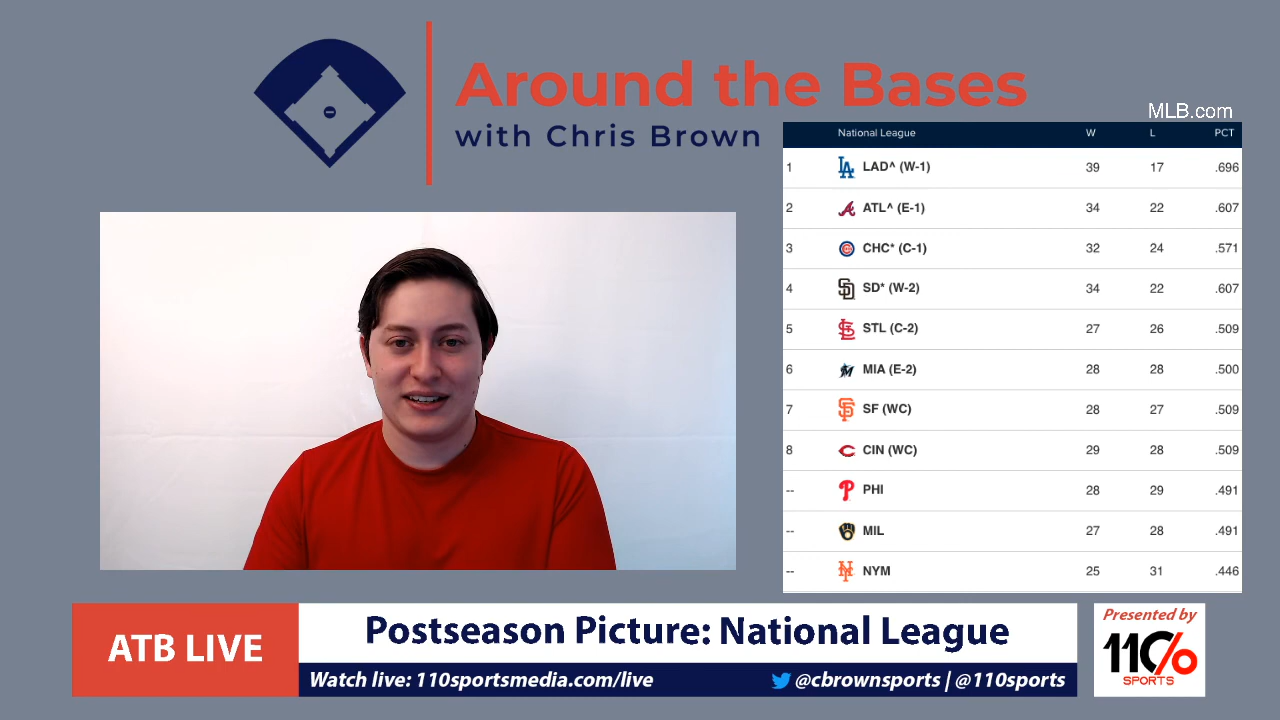 Around the Bases
with Chris Brown
MLB.com
National League W L PCT
1 LAD^ (W-1) 39 17 .696
2 ATL^ (E-1) 34 22 .607
3 CHC* (C-1) 32 24 .571
4 SD* (W-2) 34 22 .607
5 STL (C-2) 27 26 .509
6 MIA (E-2) 28 28 .500
7 SF (WC) 28 27 .509
8 CIN (WC) 29 28 .509
-- PHI 28 29 .491
-- MIL 27 28 .491
-- NYM 25 31 .446
ATB LIVE
Postseason Picture: National League
Watch live: 110sportsmedia.com/live @cbrownsports | @110sports
Presented by
110%
SPORTS